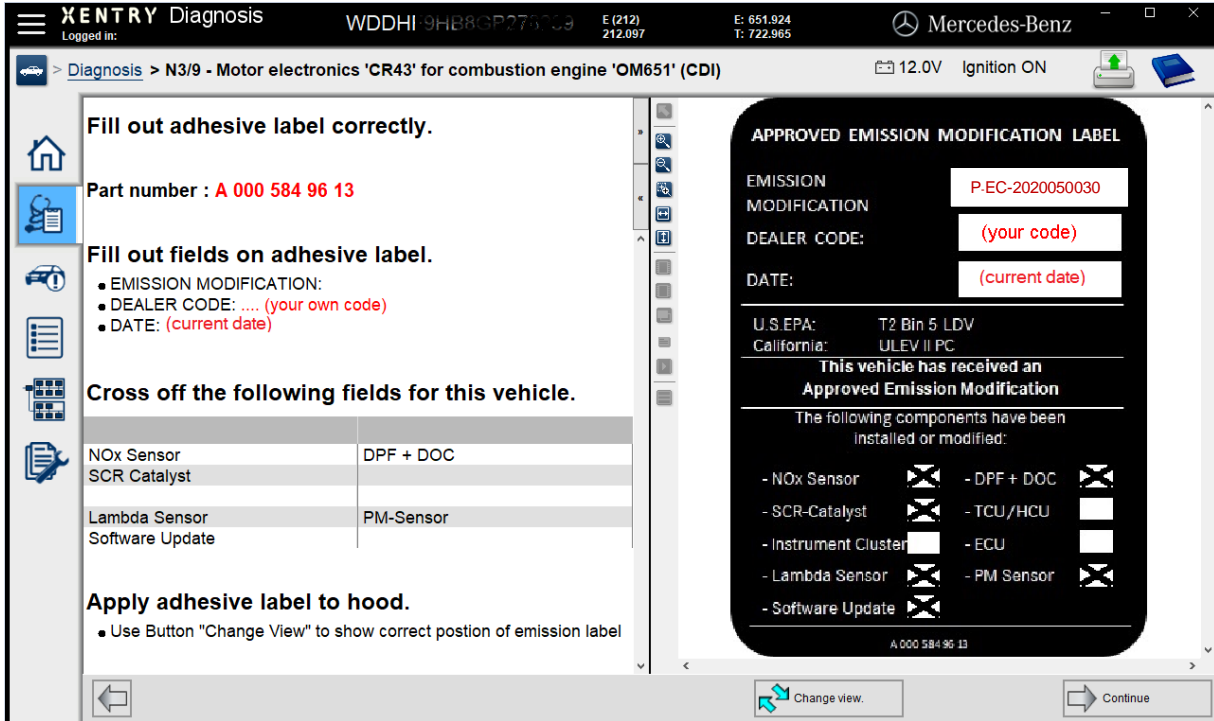 XENTRY Diagnosis
Logged in:
WDDHI
E (212)
212.097
E: 651.924
T: 722.965
Mercedes-Benz
> Diagnosis > N3/9 - Motor electronics 'CR43' for combustion engine 'OM651' (CDI)
12.0V Ignition ON
Fill out adhesive label correctly.
Part number : A 000 584 96 13
Fill out fields on adhesive label.
• EMISSION MODIFICATION:
• DEALER CODE: .... (your own code)
• DATE: (current date)
Cross off the following fields for this vehicle.
NOx Sensor DPF + DOC
SCR Catalyst
Lambda Sensor PM-Sensor
Software Update
Apply adhesive label to hood.
• Use Button "Change View" to show correct postion of emission label
APPROVED EMISSION MODIFICATION LABEL
EMISSION
MODIFICATION
P-EC-2020050030
DEALER CODE: (your code)
DATE: (current date)
U.S.EPA: T2 Bin 5 LDV
California: ULEV II PC
This vehicle has received an
Approved Emission Modification
The following components have been
installed or modified:
- NOx Sensor - DPF + DOC
- SCR-Catalyst - TCU/HCU
- Instrument Cluster - ECU
- Lambda Sensor - PM Sensor
- Software Update
A 000 584 96 13
Change view.
Continue